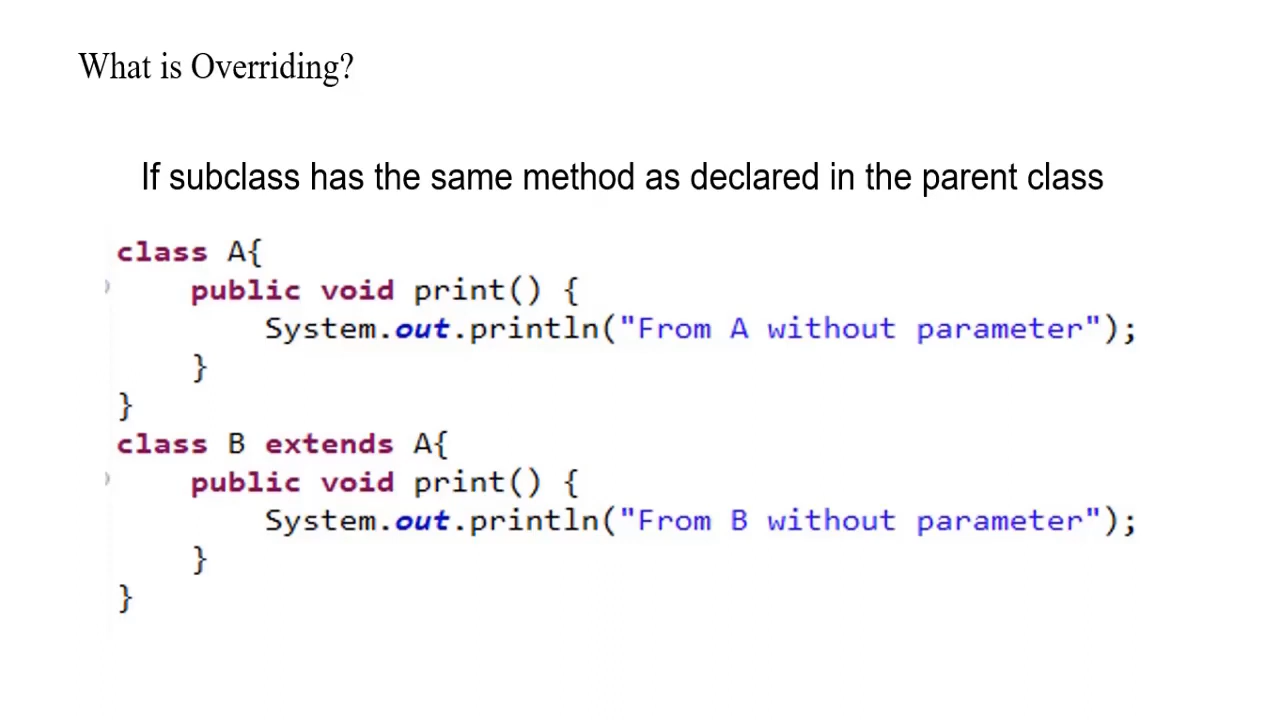 What is Overriding?
If subclass has the same method as declared in the parent class
class A{
    public void print() {
        System.out.println("From A without parameter");
    }
}
class B extends A{
    public void print() {
        System.out.println("From B without parameter");
    }
}